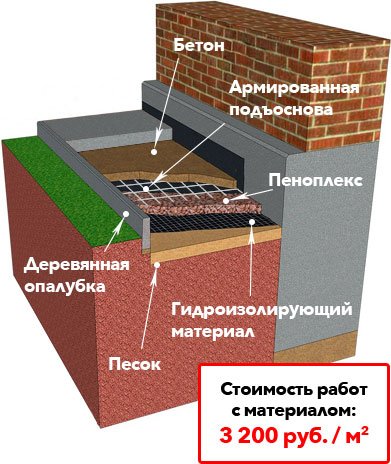 Бетон
Армированная
подъоснова
Пеноплекс
Деревянная
опалубка
Гидроизолирующий
материал
Песок
Стоимость работ
с материалом:
3 200 руб. / м²